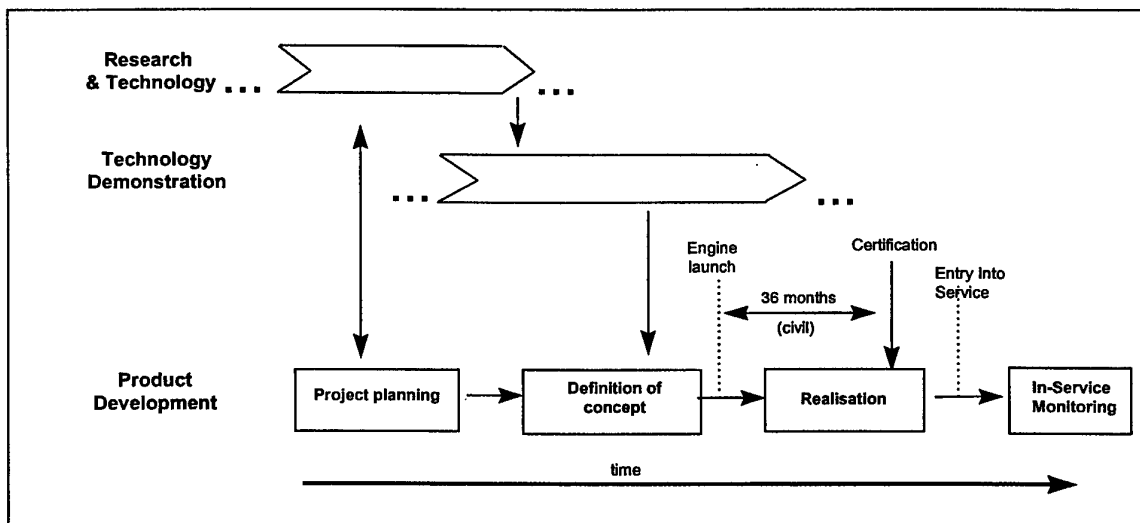 Research
& Technology
Technology
Demonstration
Engine
launch
Certification
36 months
(civil)
Entry Into
Service
Product
Development
Project planning
Definition of
concept
Realisation
In-Service
Monitoring
time